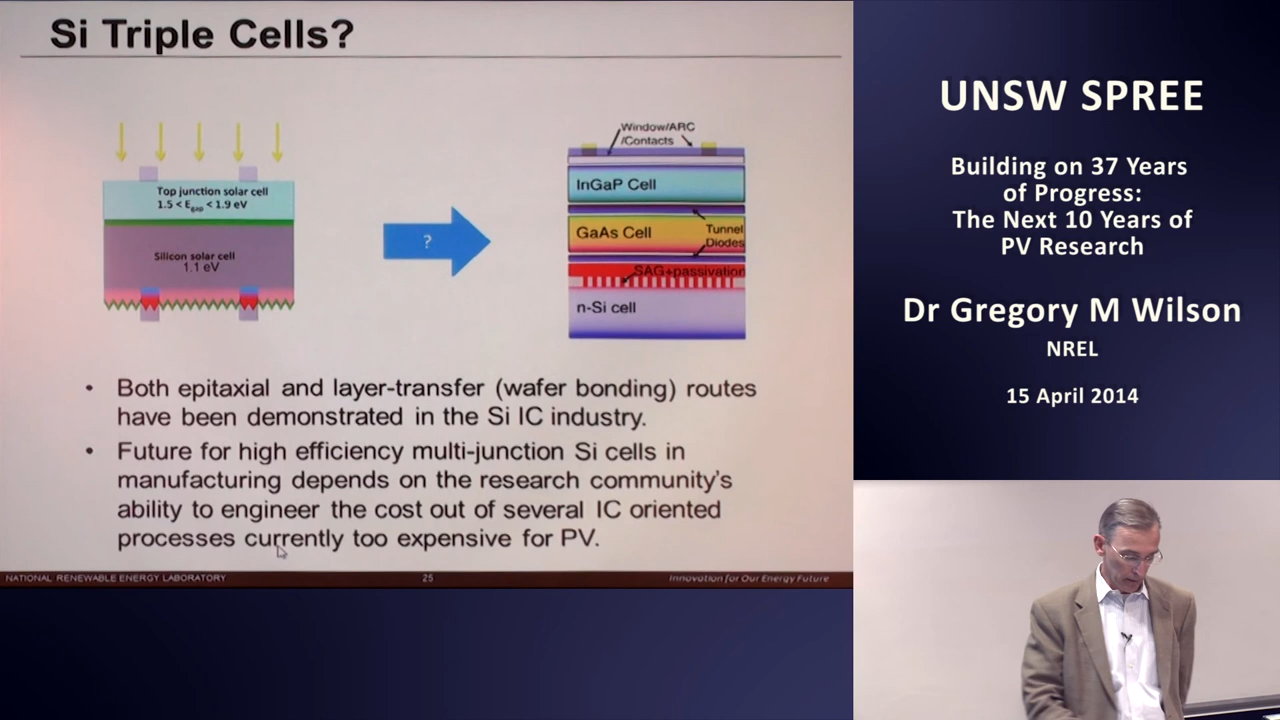 Si Triple Cells?
Top junction solar cell
1.5 < Egap < 1.9 eV
Silicon solar cell
1.1 eV
?
Window/ARC
/Contacts
InGaP Cell
GaAs Cell
Tunnel
Diodes
SAG+passivation
n-Si cell
• Both epitaxial and layer-transfer (wafer bonding) routes
have been demonstrated in the Si IC industry.
• Future for high efficiency multi-junction Si cells in
manufacturing depends on the research community's
ability to engineer the cost out of several IC oriented
processes currently too expensive for PV.
NATIONAL RENEWABLE ENERGY LABORATORY
25
Innovation for Our Energy Future
UNSW SPREE
Building on 37 Years
of Progress:
The Next 10 Years of
PV Research
Dr Gregory M Wilson
NREL
15 April 2014